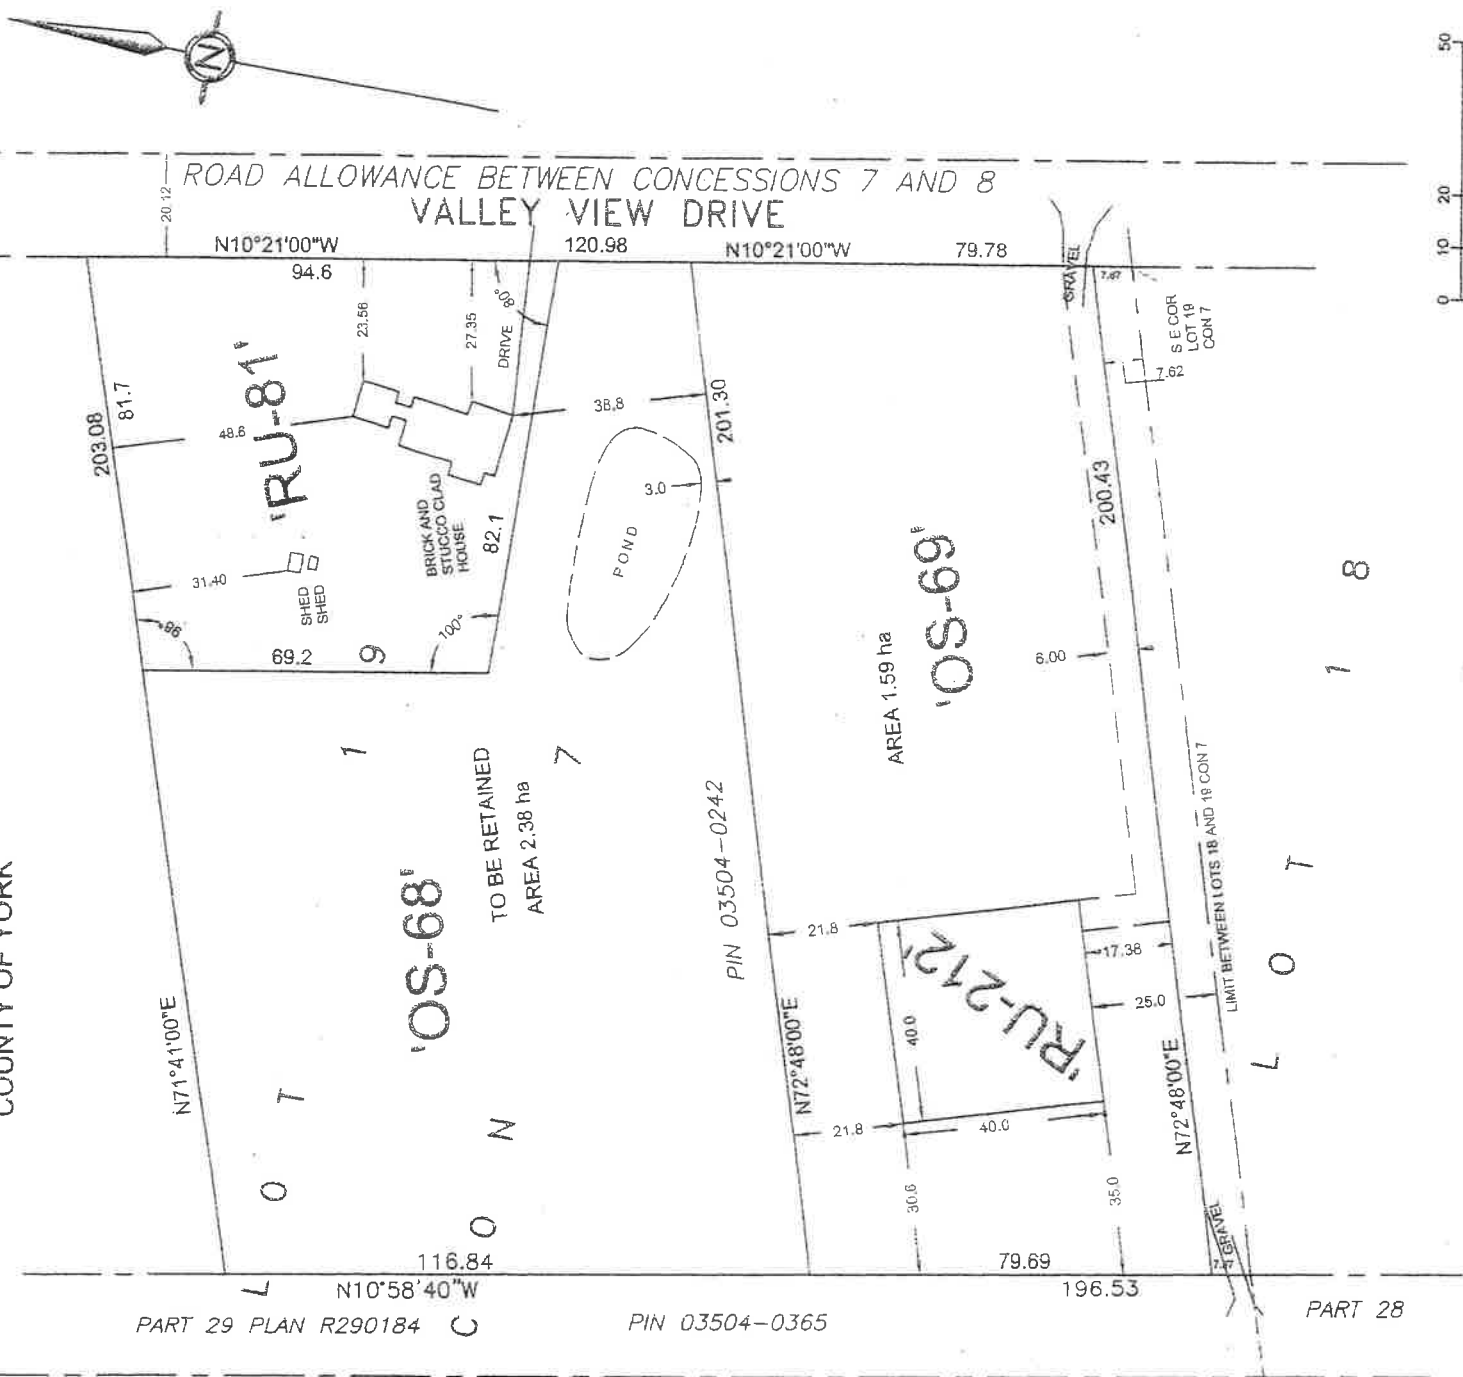 N
50
20
10
0
ROAD ALLOWANCE BETWEEN CONCESSIONS 7 AND 8
VALLEY VIEW DRIVE
20.12
N10°21'00"W
120.98
N10°21'00"W
79.78
94.6
GRAVEL
7.67
23.56
27.35
80°
DRIVE
S E COR
LOT 19
CON 7
7.62
203.08
81.7
48.6
'RU-81'
38.8
201.30
3.0
POND
BRICK AND
STUCCO CLAD
HOUSE
82.1
200.43
31.40
SHED
SHED
98°
100°
69.2
9
1
'OS-69'
AREA 1.59 ha
6.00
8
1
7
TO BE RETAINED
AREA 2.38 ha
'OS-68'
PIN 03504-0242
COUNTY OF YORK
N71°41'00"E
21.8
'RU-212'
17.38
25.0
40.0
N72°48'00"E
LIMIT BETWEEN LOTS 18 AND 19 CON 7
L O T
21.8
40.0
N72°48'00"E
30.6
35.0
GRAVEL
L O T
C O N
116.84
79.69
N10°58'40"W
196.53
PART 29 PLAN R290184
PIN 03504-0365
PART 28